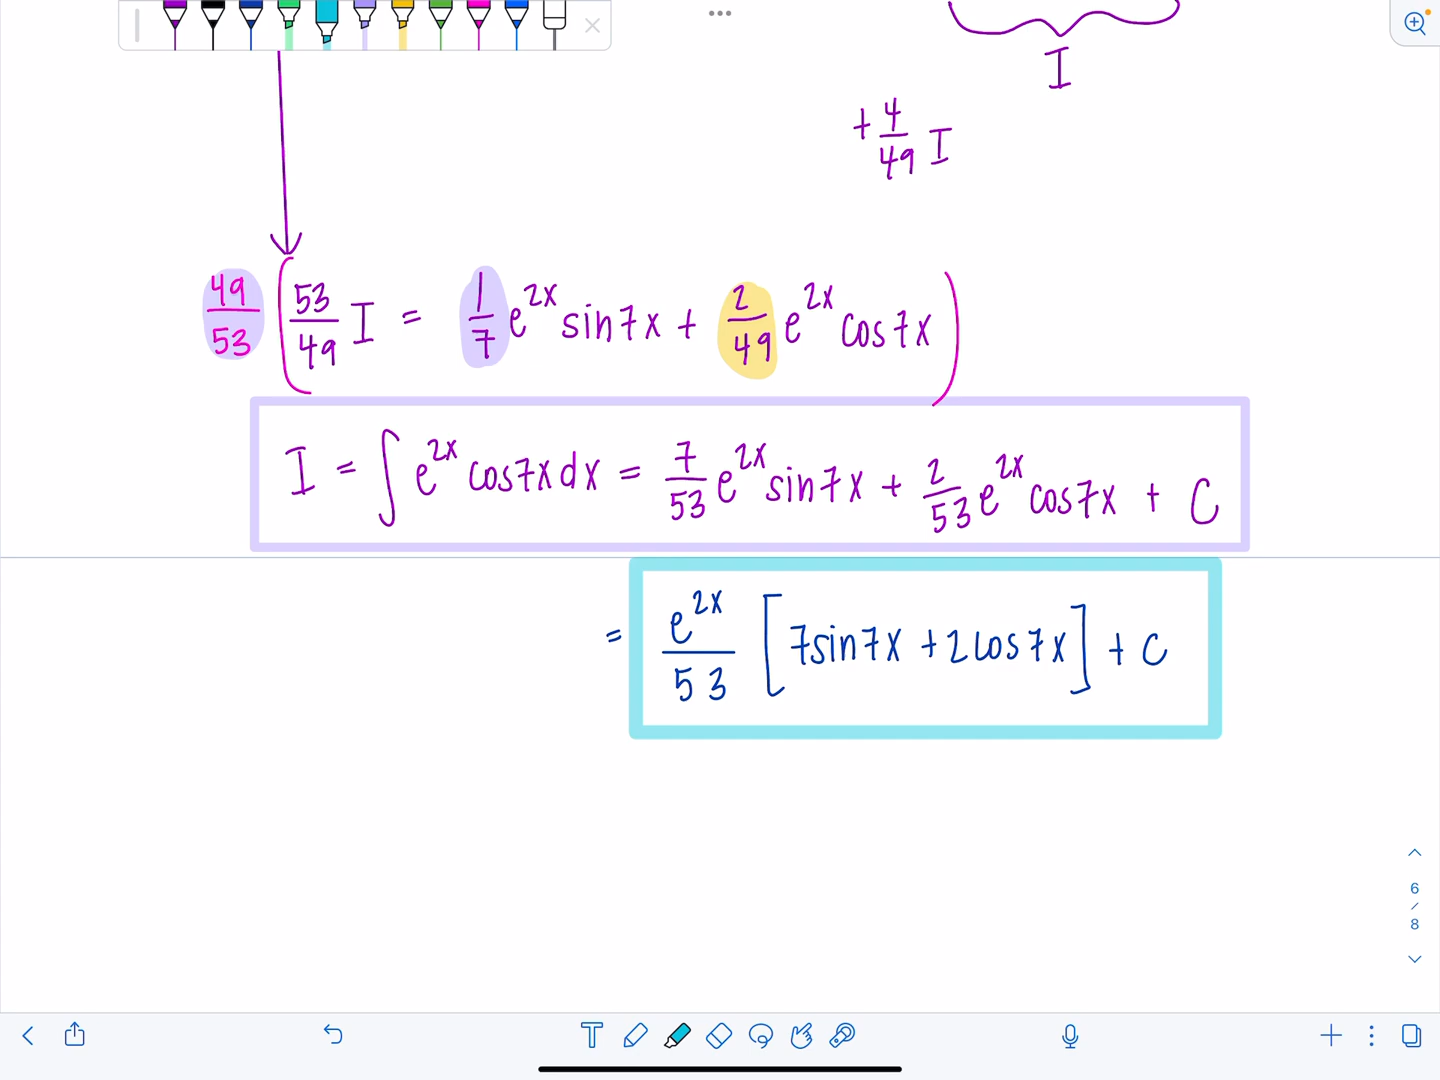 I
+ 4/49 I
49/53 ( 53/49 I = 1/7 e^{2x} sin7x + 2/49 e^{2x} cos7x )
I = ∫ e^{2x} cos7x dx = 7/53 e^{2x} sin7x + 2/53 e^{2x} cos7x + C
= e^{2x}/53 [ 7sin7x + 2cos7x ] + C
6
/
8
T